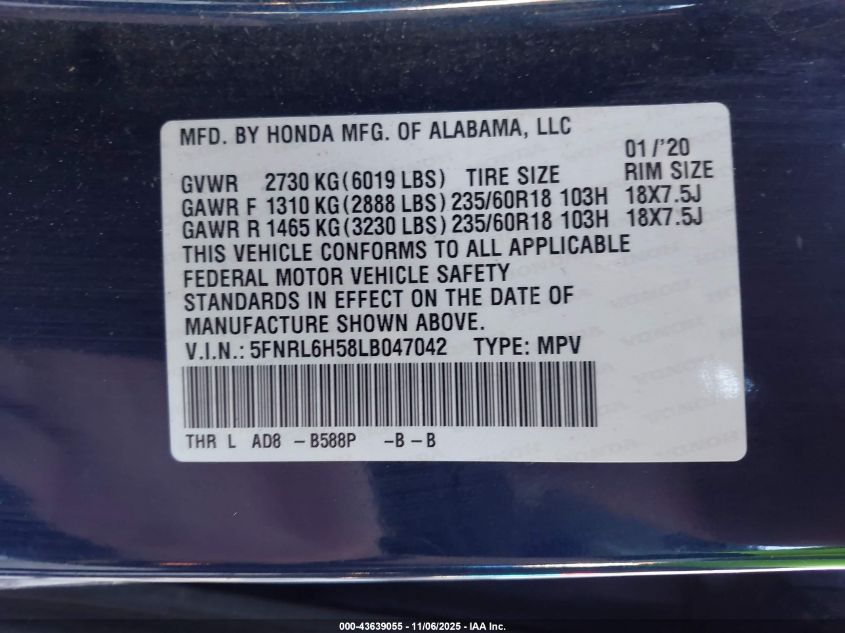 MFD. BY HONDA MFG. OF ALABAMA, LLC
01/'20
GVWR 2730 KG(6019 LBS) TIRE SIZE RIM SIZE
GAWR F 1310 KG(2888 LBS) 235/60R18 103H 18X7.5J
GAWR R 1465 KG(3230 LBS) 235/60R18 103H 18X7.5J
THIS VEHICLE CONFORMS TO ALL APPLICABLE
FEDERAL MOTOR VEHICLE SAFETY
STANDARDS IN EFFECT ON THE DATE OF
MANUFACTURE SHOWN ABOVE.
V.I.N.: 5FNRL6H58LB047042 TYPE: MPV
THR L AD8 -B588P -B-B
000-43639055 - 11/06/2025 - IAA Inc.